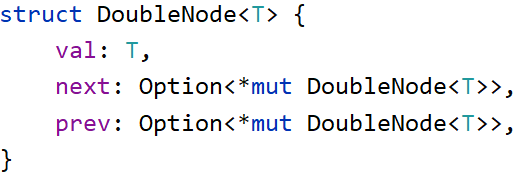 struct DoubleNode<T> {
    val: T,
    next: Option<*mut DoubleNode<T>>,
    prev: Option<*mut DoubleNode<T>>,
}